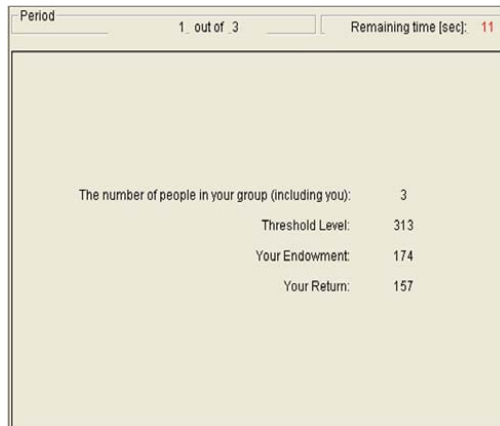 Period
1 out of 3 Remaining time [sec]: 11
The number of people in your group (including you): 3
Threshold Level: 313
Your Endowment: 174
Your Return: 157